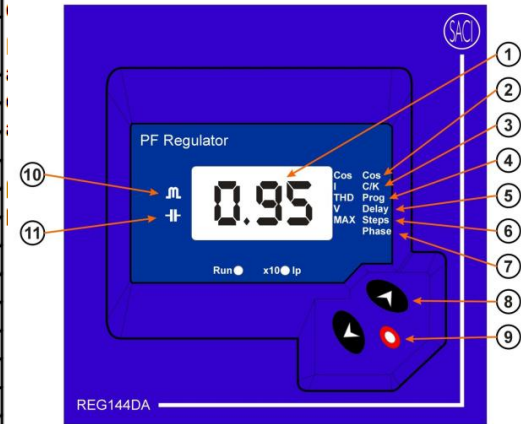 SACI
1
2
PF Regulator
3
4
10
0.95
Cos Cos
I C/K
THD Prog
V Delay
MAX Steps
Phase
5
11
6
7
Run x10 Ip
8
9
REG144DA